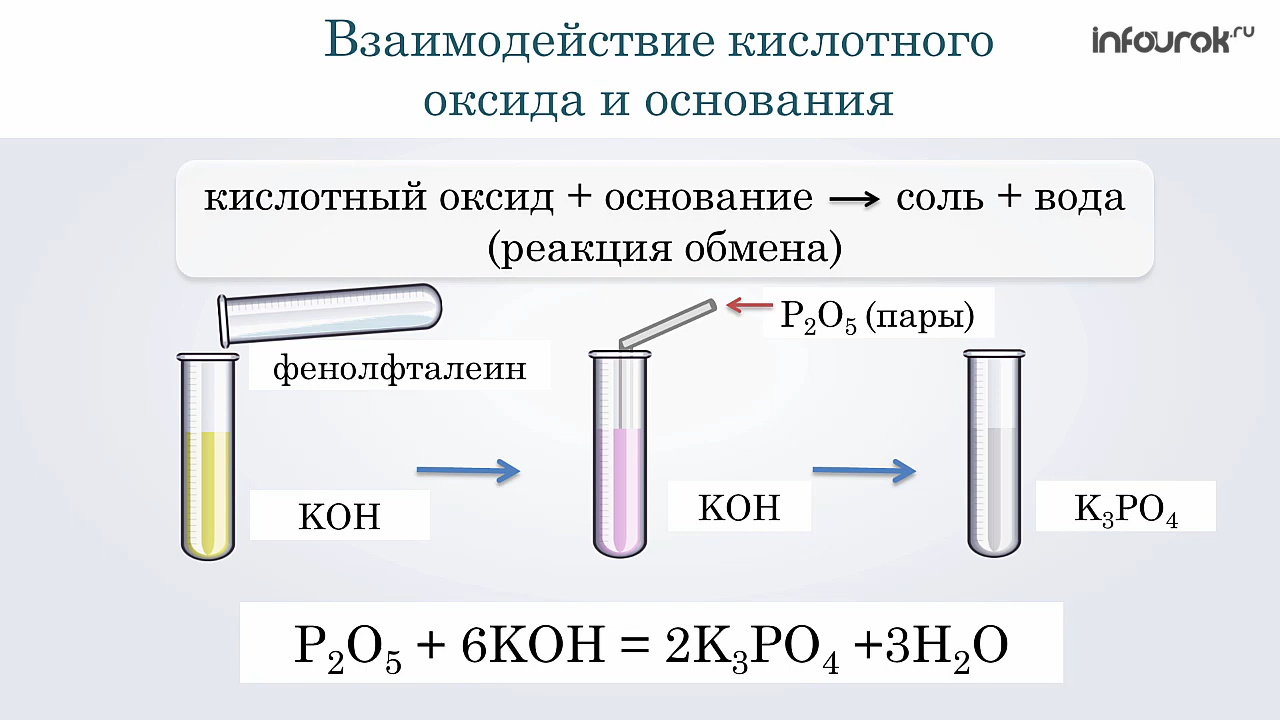 Взаимодействие кислотного
оксида и основания
infourok.ru
кислотный оксид + основание → соль + вода
(реакция обмена)
P₂O₅ (пары)
фенолфталеин
KOH
KOH
K₃PO₄
P₂O₅ + 6KOH = 2K₃PO₄ +3H₂O